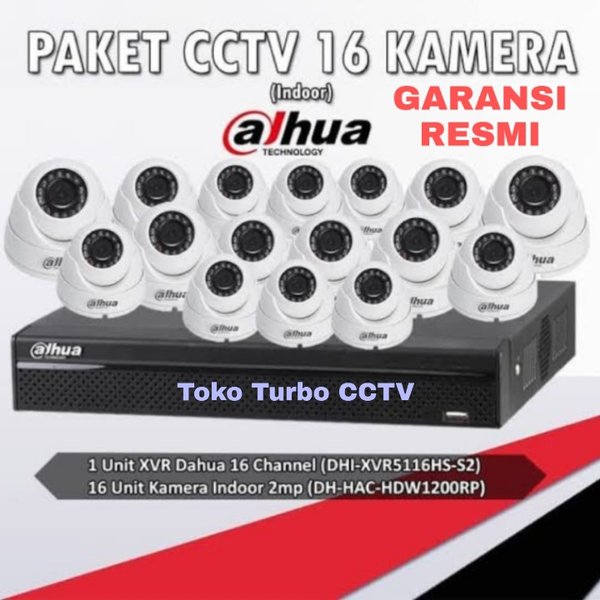 PAKET CCTV 16 KAMERA
(Indoor)
GARANSI
RESMI
alhua
TECHNOLOGY
alhua
TECHNOLOGY
Toko Turbo CCTV
1 Unit XVR Dahua 16 Channel (DHI-XVR5116HS-S2)
16 Unit Kamera Indoor 2mp (DH-HAC-HDW1200RP)